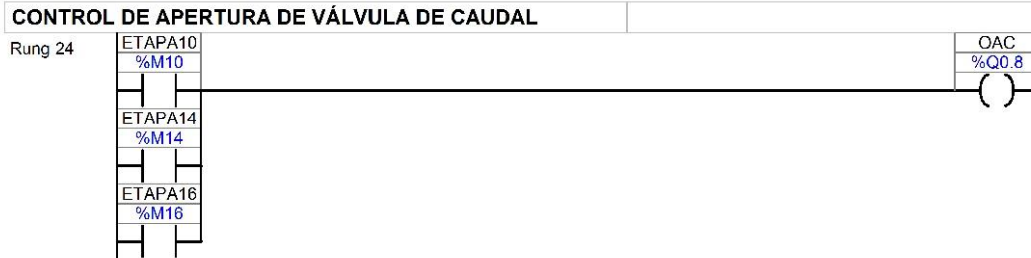 CONTROL DE APERTURA DE VÁLVULA DE CAUDAL
Rung 24
ETAPA10
%M10
OAC
%Q0.8
ETAPA14
%M14
ETAPA16
%M16